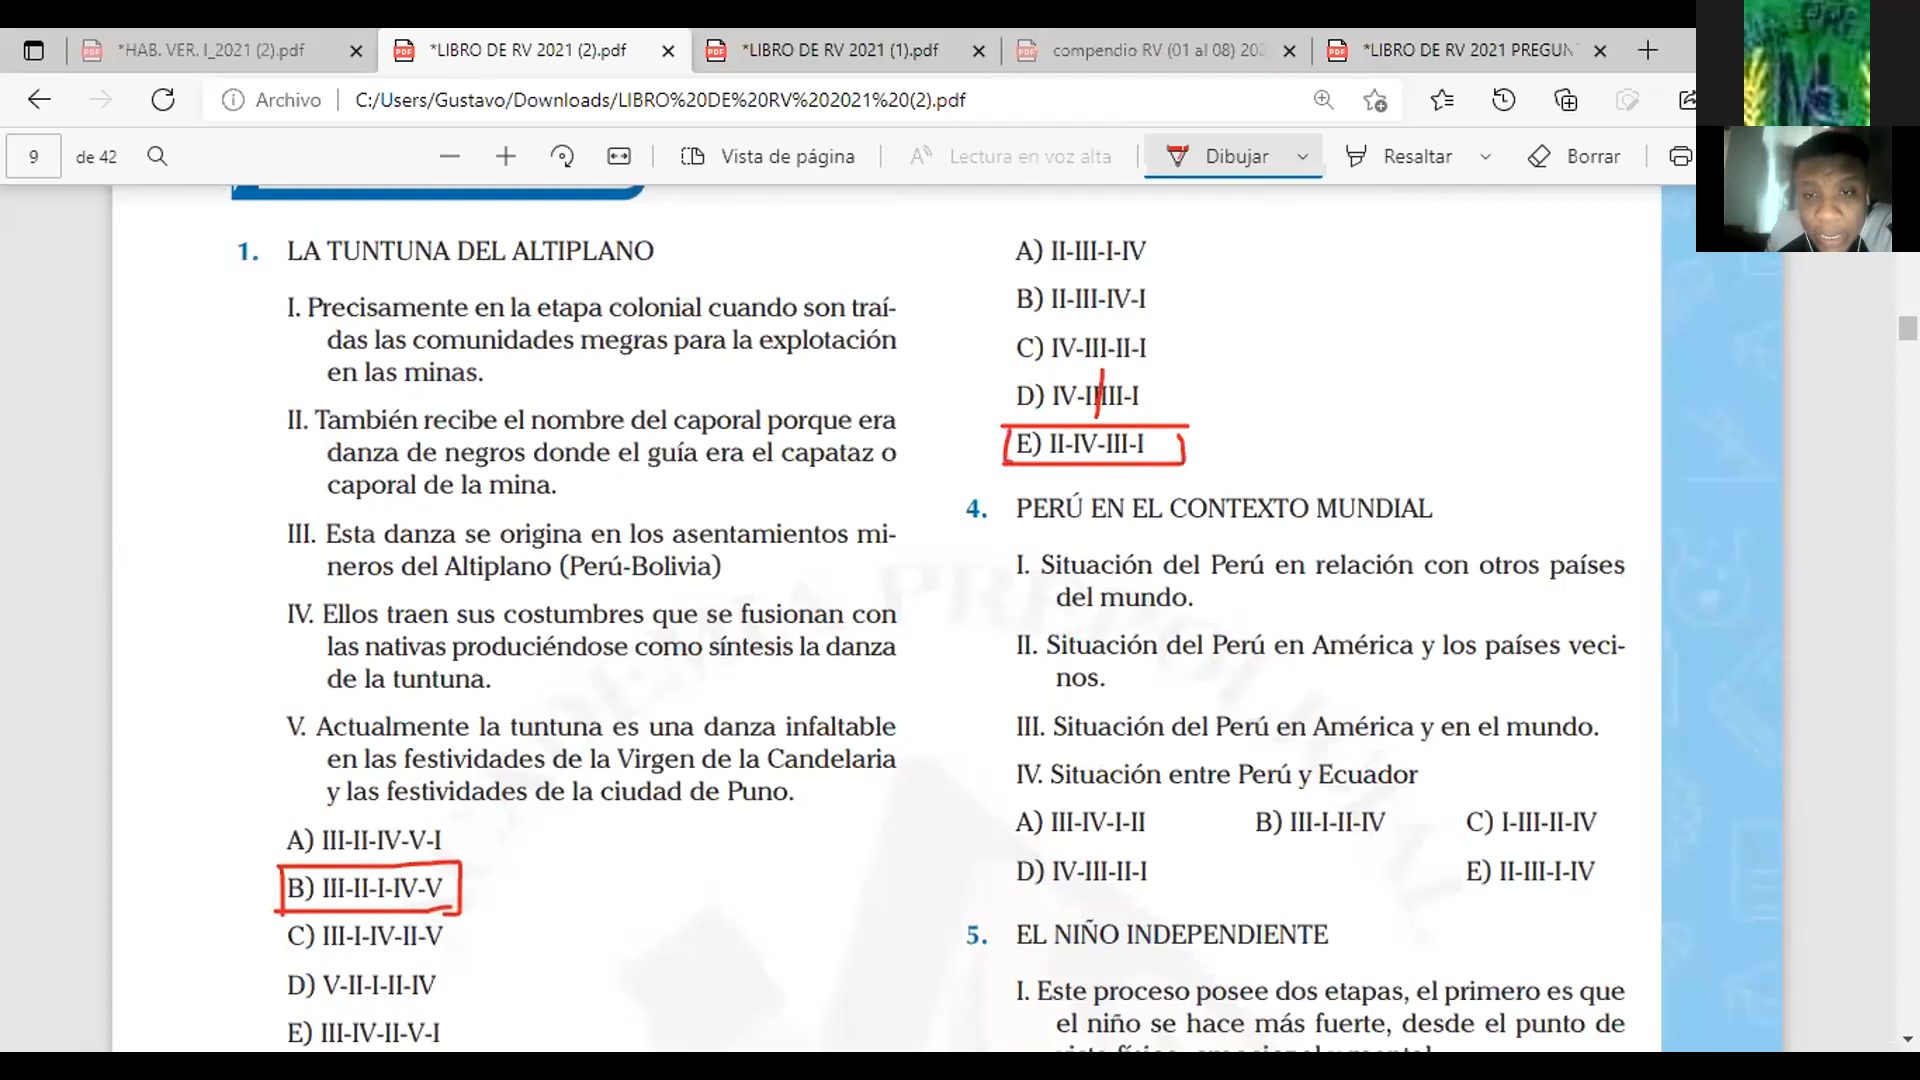 *HAB. VER. I_2021 (2).pdf
*LIBRO DE RV 2021 (2).pdf
*LIBRO DE RV 2021 (1).pdf
compendio RV (01 al 08) 202
*LIBRO DE RV 2021 PREGUN
Archivo
C:/Users/Gustavo/Downloads/LIBRO%20DE%20RV%202021%20(2).pdf
9 de 42
Vista de página
Lectura en voz alta
Dibujar
Resaltar
Borrar
1. LA TUNTUNA DEL ALTIPLANO
I. Precisamente en la etapa colonial cuando son traí-
das las comunidades megras para la explotación
en las minas.
II. También recibe el nombre del caporal porque era
danza de negros donde el guía era el capataz o
caporal de la mina.
III. Esta danza se origina en los asentamientos mi-
neros del Altiplano (Perú-Bolivia)
IV. Ellos traen sus costumbres que se fusionan con
las nativas produciéndose como síntesis la danza
de la tuntuna.
V. Actualmente la tuntuna es una danza infaltable
en las festividades de la Virgen de la Candelaria
y las festividades de la ciudad de Puno.
A) III-II-IV-V-I
B) III-II-I-IV-V
C) III-I-IV-II-V
D) V-II-I-II-IV
E) III-IV-II-V-I
A) II-III-I-IV
B) II-III-IV-I
C) IV-III-II-I
D) IV-IIIII-I
E) II-IV-III-I
4. PERÚ EN EL CONTEXTO MUNDIAL
I. Situación del Perú en relación con otros países
del mundo.
II. Situación del Perú en América y los países veci-
nos.
III. Situación del Perú en América y en el mundo.
IV. Situación entre Perú y Ecuador
A) III-IV-I-II B) III-I-II-IV C) I-III-II-IV
D) IV-III-II-I E) II-III-I-IV
5. EL NIÑO INDEPENDIENTE
I. Este proceso posee dos etapas, el primero es que
el niño se hace más fuerte, desde el punto de